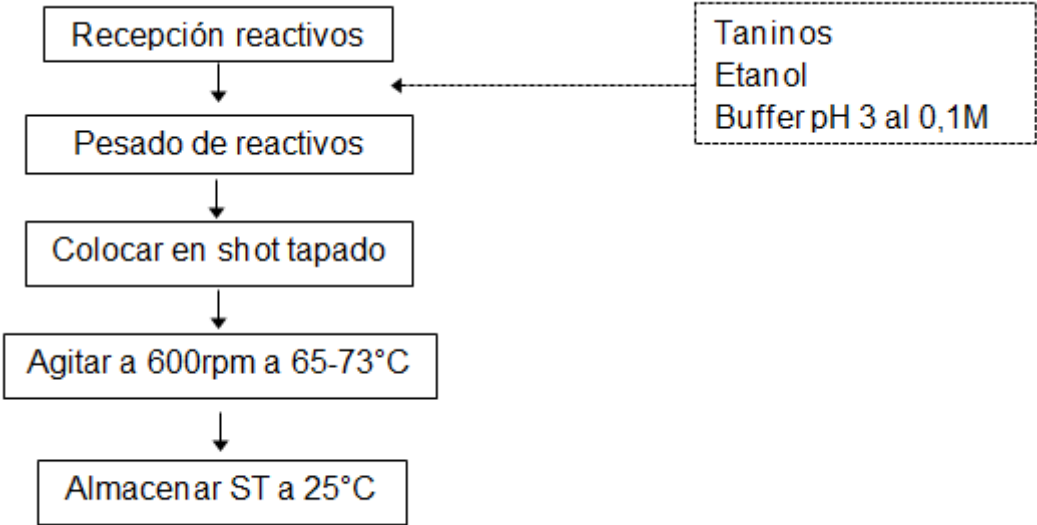 Recepción reactivos
Taninos
Etanol
Buffer pH 3 al 0,1M
Pesado de reactivos
Colocar en shot tapado
Agitar a 600rpm a 65-73°C
Almacenar ST a 25°C